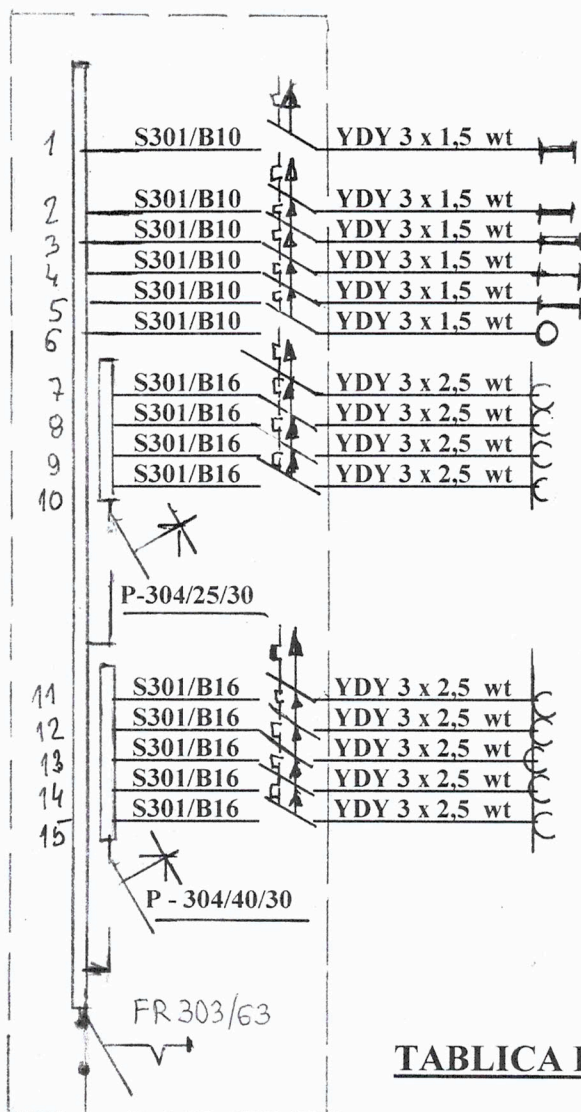 1 S301/B10 YDY 3 x 1,5 wt
2 S301/B10 YDY 3 x 1,5 wt
3 S301/B10 YDY 3 x 1,5 wt
4 S301/B10 YDY 3 x 1,5 wt
5 S301/B10 YDY 3 x 1,5 wt
6 S301/B10 YDY 3 x 1,5 wt
7 S301/B16 YDY 3 x 2,5 wt
8 S301/B16 YDY 3 x 2,5 wt
9 S301/B16 YDY 3 x 2,5 wt
10 S301/B16 YDY 3 x 2,5 wt
P-304/25/30
11 S301/B16 YDY 3 x 2,5 wt
12 S301/B16 YDY 3 x 2,5 wt
13 S301/B16 YDY 3 x 2,5 wt
14 S301/B16 YDY 3 x 2,5 wt
15 S301/B16 YDY 3 x 2,5 wt
P - 304/40/30
FR 303/63
TABLICA